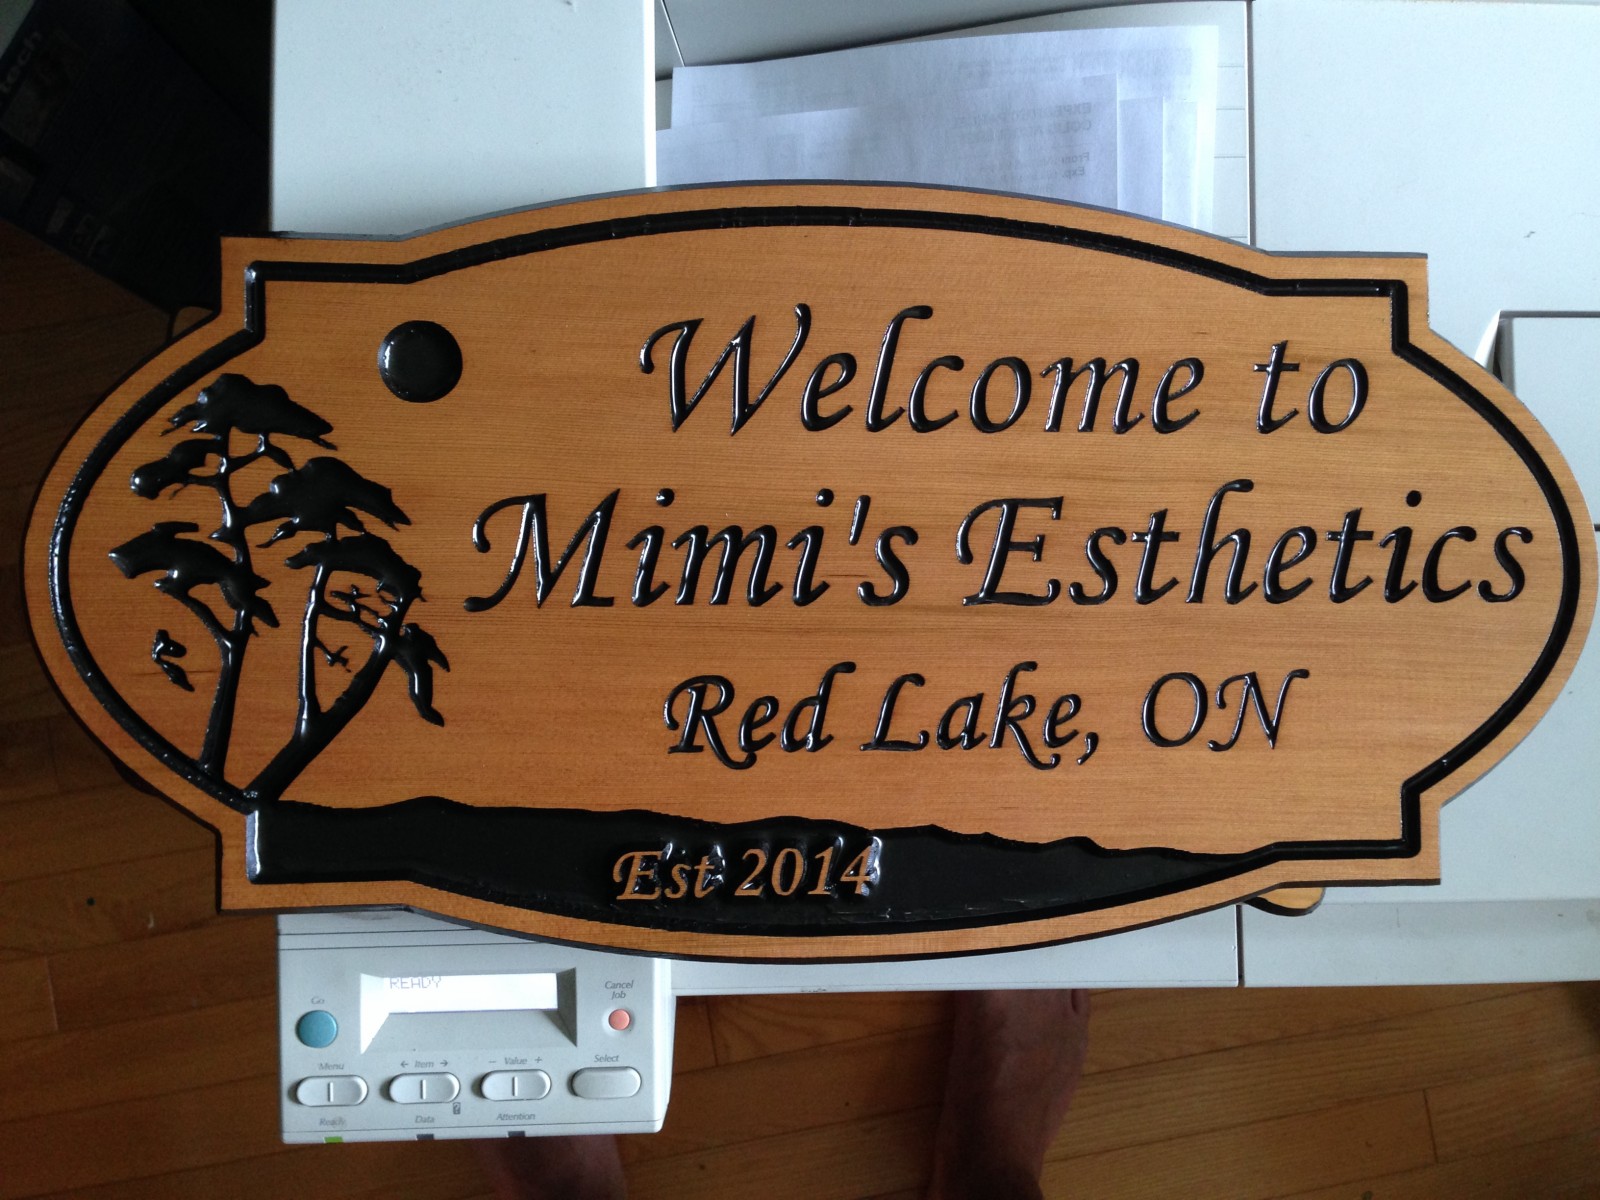 Welcome to
Mimi's Esthetics
Red Lake, ON
Est 2014
READY
Go
Cancel
Job
Menu
← Item →
− Value +
Select
Ready
Data
Attention
tech